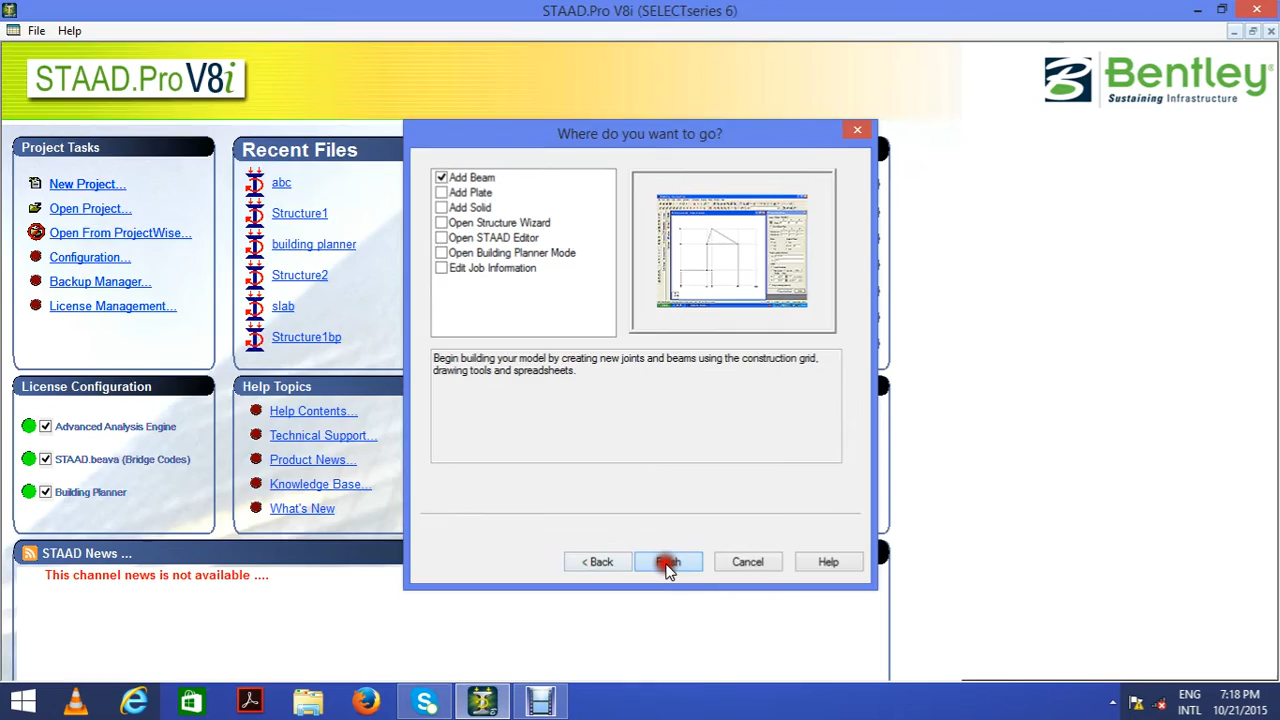 STAAD.Pro V8i (SELECTseries 6)
File Help
STAAD.Pro V8i
Bentley
Sustaining Infrastructure
Project Tasks
New Project...
Open Project...
Open From ProjectWise...
Configuration...
Backup Manager...
License Management...
Recent Files
abc
Structure1
building planner
Structure2
slab
Structure1bp
License Configuration
Advanced Analysis Engine
STAAD.beava (Bridge Codes)
Building Planner
Help Topics
Help Contents...
Technical Support...
Product News...
Knowledge Base...
What's New
STAAD News ...
This channel news is not available ....
Where do you want to go?
Add Beam
Add Plate
Add Solid
Open Structure Wizard
Open STAAD Editor
Open Building Planner Mode
Edit Job Information
Begin building your model by creating new joints and beams using the construction grid,
drawing tools and spreadsheets.
< Back Finish Cancel Help
ENG 7:18 PM
INTL 10/21/2015